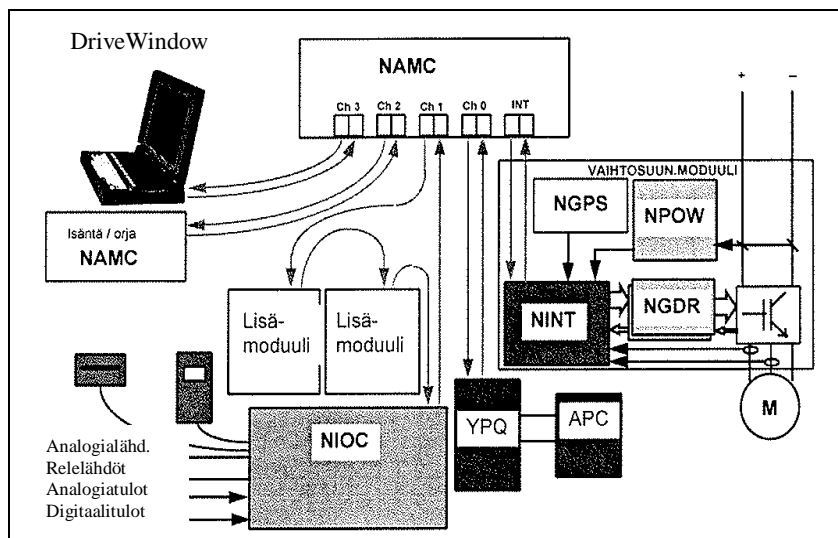 DriveWindow
NAMC
Ch 3 Ch 2 Ch 1 Ch 0 INT
+ –
VAIHTOSUUN.MODUULI
NGPS
NPOW
Isäntä / orja
NAMC
NINT
NGDR
Lisä-
moduuli
Lisä-
moduuli
M
YPQ
APC
NIOC
Analogialähd.
Relelähdöt
Analogiatulot
Digitaalitulot